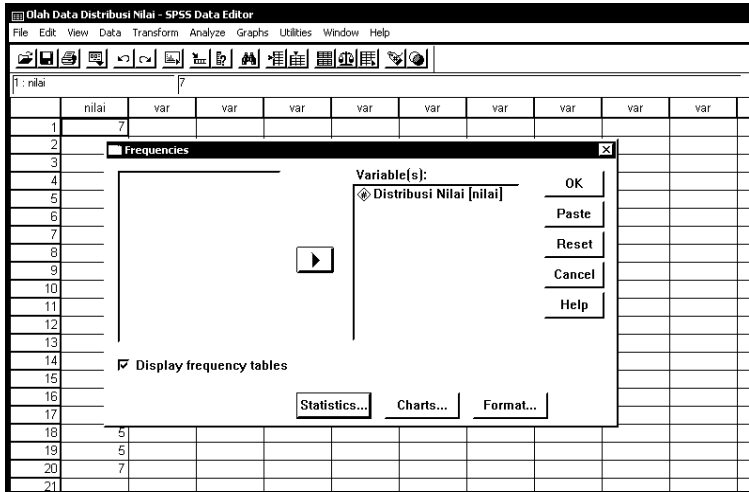 Olah Data Distribusi Nilai - SPSS Data Editor
File Edit View Data Transform Analyze Graphs Utilities Window Help
1 : nilai 7
nilai var var var var var var var var var
1 7
2
Frequencies
3
Variable(s):
4
OK
Distribusi Nilai [nilai]
5
6
Paste
7
Reset
8
9
Cancel
10
11
Help
12
13
14
Display frequency tables
15
16
Statistics... Charts... Format...
17
18 5
19 5
20 7
21